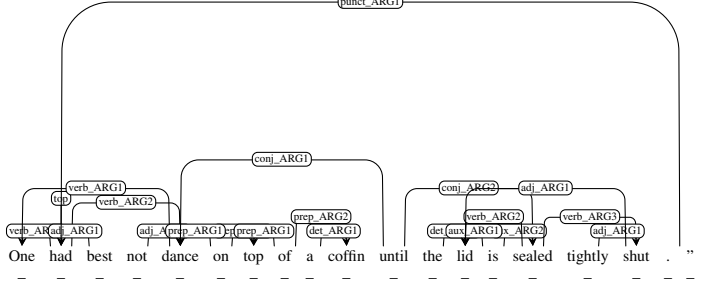 punct_ARG1
conj_ARG1
verb_ARG1
conj_ARG2
adj_ARG1
top
verb_ARG2
prep_ARG2
verb_ARG2
verb_ARG3
adj_ARG1
prep_ARG1
prep_ARG1
det_ARG1
aux_ARG1
adj_ARG1
One had best not dance on top of a coffin until the lid is sealed tightly shut . ”
_ _ _ _ _ _ _ _ _ _ _ _ _ _ _ _ _ _ _